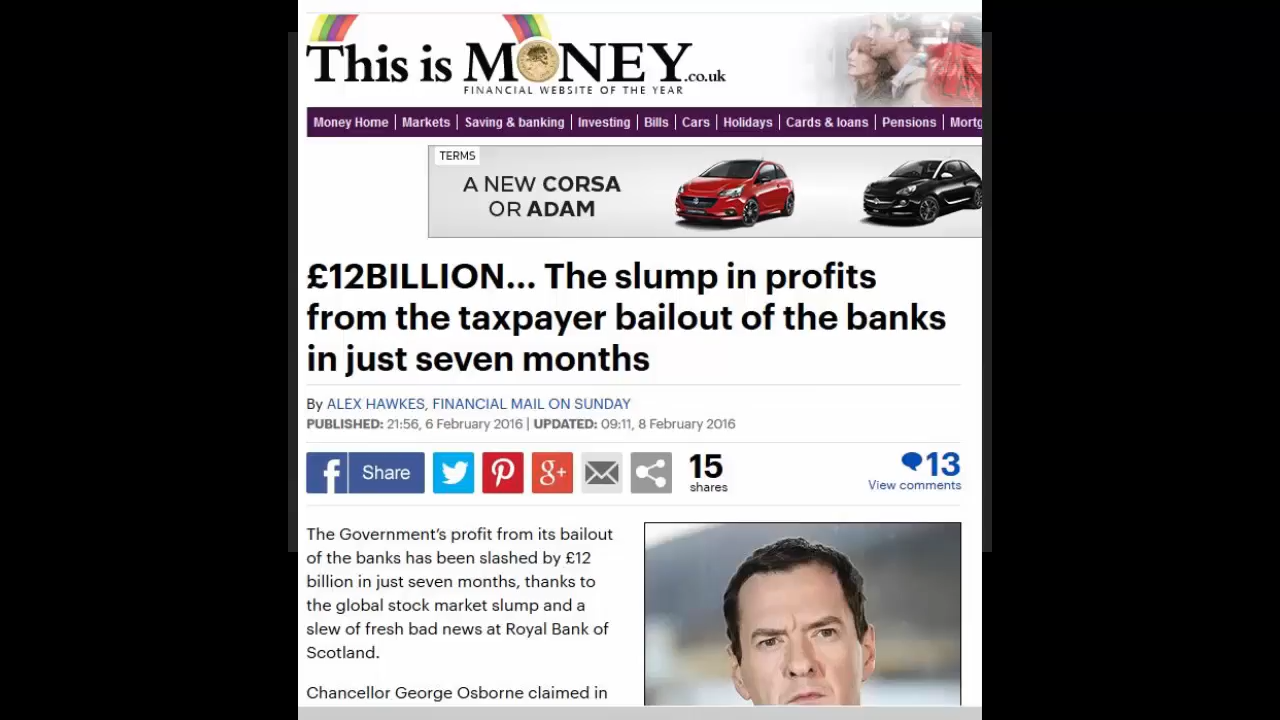 This is MONEY.co.uk
FINANCIAL WEBSITE OF THE YEAR
Money Home | Markets | Saving & banking | Investing | Bills | Cars | Holidays | Cards & loans | Pensions | Mortg
TERMS
A NEW CORSA
OR ADAM
£12BILLION... The slump in profits
from the taxpayer bailout of the banks
in just seven months
By ALEX HAWKES, FINANCIAL MAIL ON SUNDAY
PUBLISHED: 21:56, 6 February 2016 | UPDATED: 09:11, 8 February 2016
f Share
g+
15
shares
13
View comments
The Government's profit from its bailout
of the banks has been slashed by £12
billion in just seven months, thanks to
the global stock market slump and a
slew of fresh bad news at Royal Bank of
Scotland.
Chancellor George Osborne claimed in